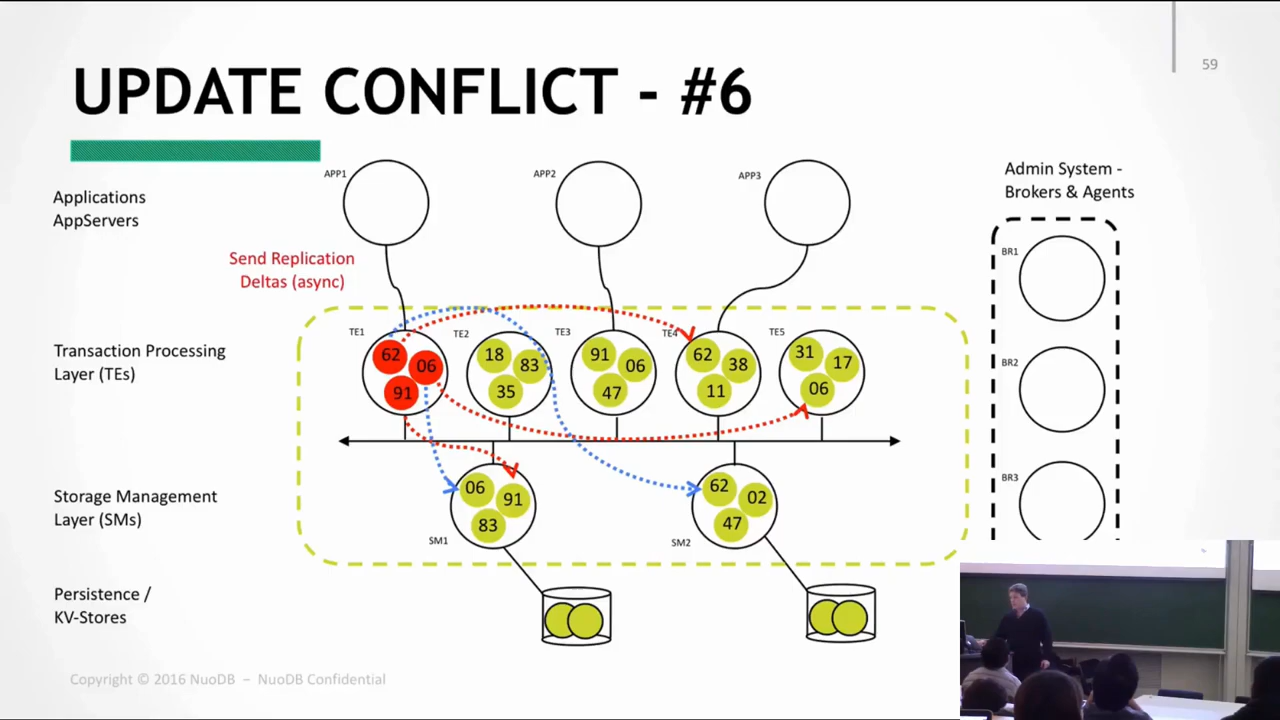 59
UPDATE CONFLICT - #6
Applications
AppServers
APP1
APP2
APP3
Admin System -
Brokers & Agents
Send Replication
Deltas (async)
BR1
BR2
BR3
Transaction Processing
Layer (TEs)
TE1
62
06
91
TE2
18
83
35
TE3
91
06
47
TE4
62
38
11
TE5
31
17
06
Storage Management
Layer (SMs)
SM1
06
91
83
SM2
62
02
47
Persistence /
KV-Stores
Copyright © 2016 NuoDB – NuoDB Confidential